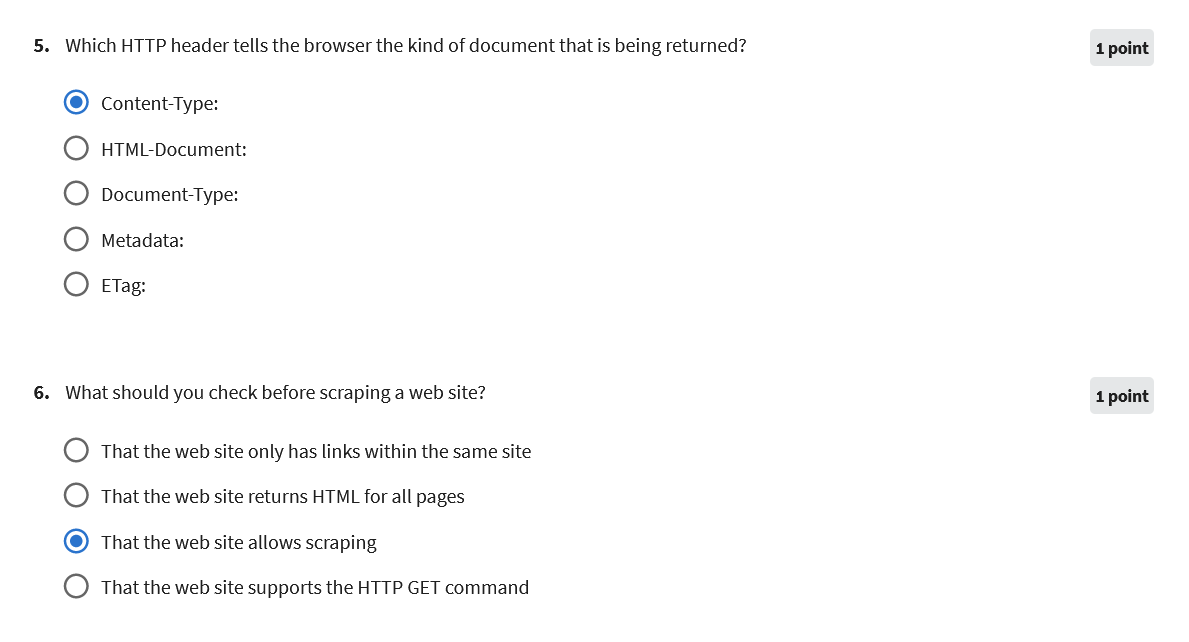 5. Which HTTP header tells the browser the kind of document that is being returned?
1 point
Content-Type:
HTML-Document:
Document-Type:
Metadata:
ETag:
6. What should you check before scraping a web site?
1 point
That the web site only has links within the same site
That the web site returns HTML for all pages
That the web site allows scraping
That the web site supports the HTTP GET command